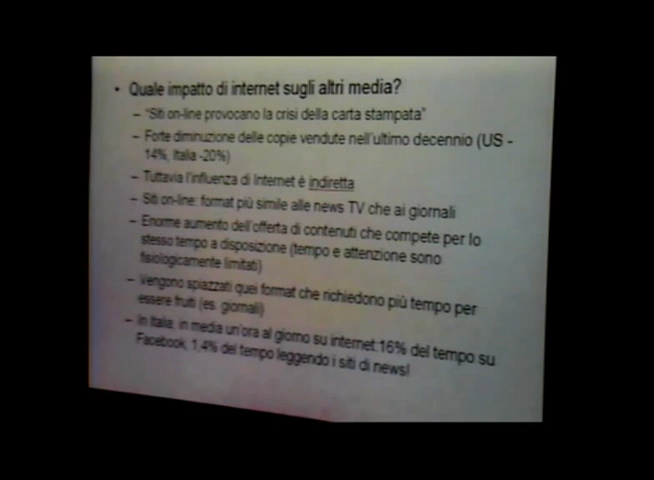 • Quale impatto di internet sugli altri media?
– "Siti on-line provocano la crisi della carta stampata"
– Forte diminuzione delle copie vendute nell'ultimo decennio (US -
14%, Italia -20%)
– Tuttavia l'influenza di Internet è indiretta
– Siti on-line: format più simile alle news TV che ai giornali
– Enorme aumento dell'offerta di contenuti che compete per lo
stesso tempo a disposizione (tempo e attenzione sono
fisiologicamente limitati)
– Vengono spiazzati quei format che richiedono più tempo per
essere fruiti (es. giornali)
– In Italia: in media un'ora al giorno su internet:16% del tempo su
Facebook, 1,4% del tempo leggendo i siti di news!